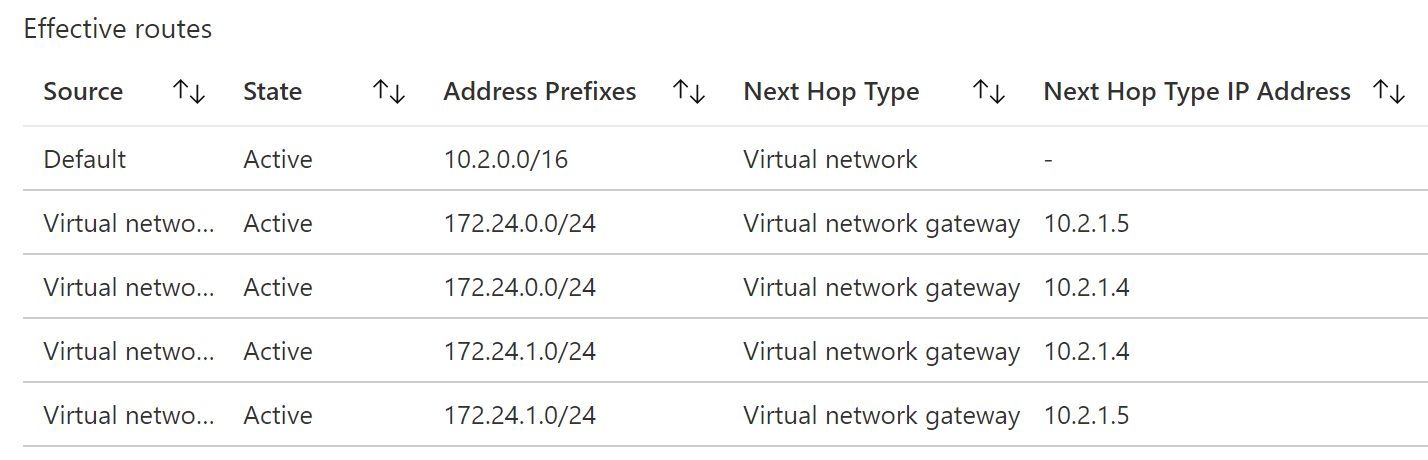 Effective routes
Source State Address Prefixes Next Hop Type Next Hop Type IP Address
Default Active 10.2.0.0/16 Virtual network -
Virtual netwo... Active 172.24.0.0/24 Virtual network gateway 10.2.1.5
Virtual netwo... Active 172.24.0.0/24 Virtual network gateway 10.2.1.4
Virtual netwo... Active 172.24.1.0/24 Virtual network gateway 10.2.1.4
Virtual netwo... Active 172.24.1.0/24 Virtual network gateway 10.2.1.5